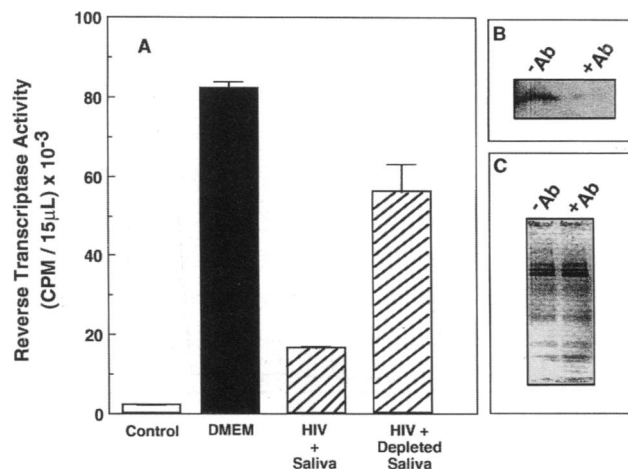 A
Reverse Transcriptase Activity
(CPM / 15µL) x 10-3
100
80
60
40
20
0
Control
DMEM
HIV
+
Saliva
HIV +
Depleted
Saliva
B
-Ab
+Ab
C
-Ab
+Ab